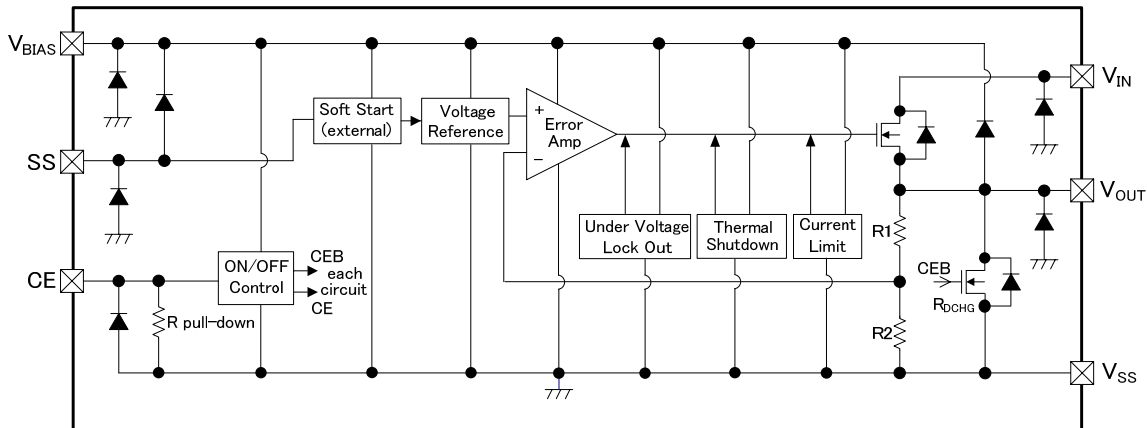 VBIAS
VIN
Soft Start
(external)
Voltage
Reference
+
Error
Amp
−
SS
VOUT
Under Voltage
Lock Out
Thermal
Shutdown
Current
Limit
R1
CE
ON/OFF
Control
CEB
each
circuit
CE
CEB
RDCHG
R pull-down
R2
VSS